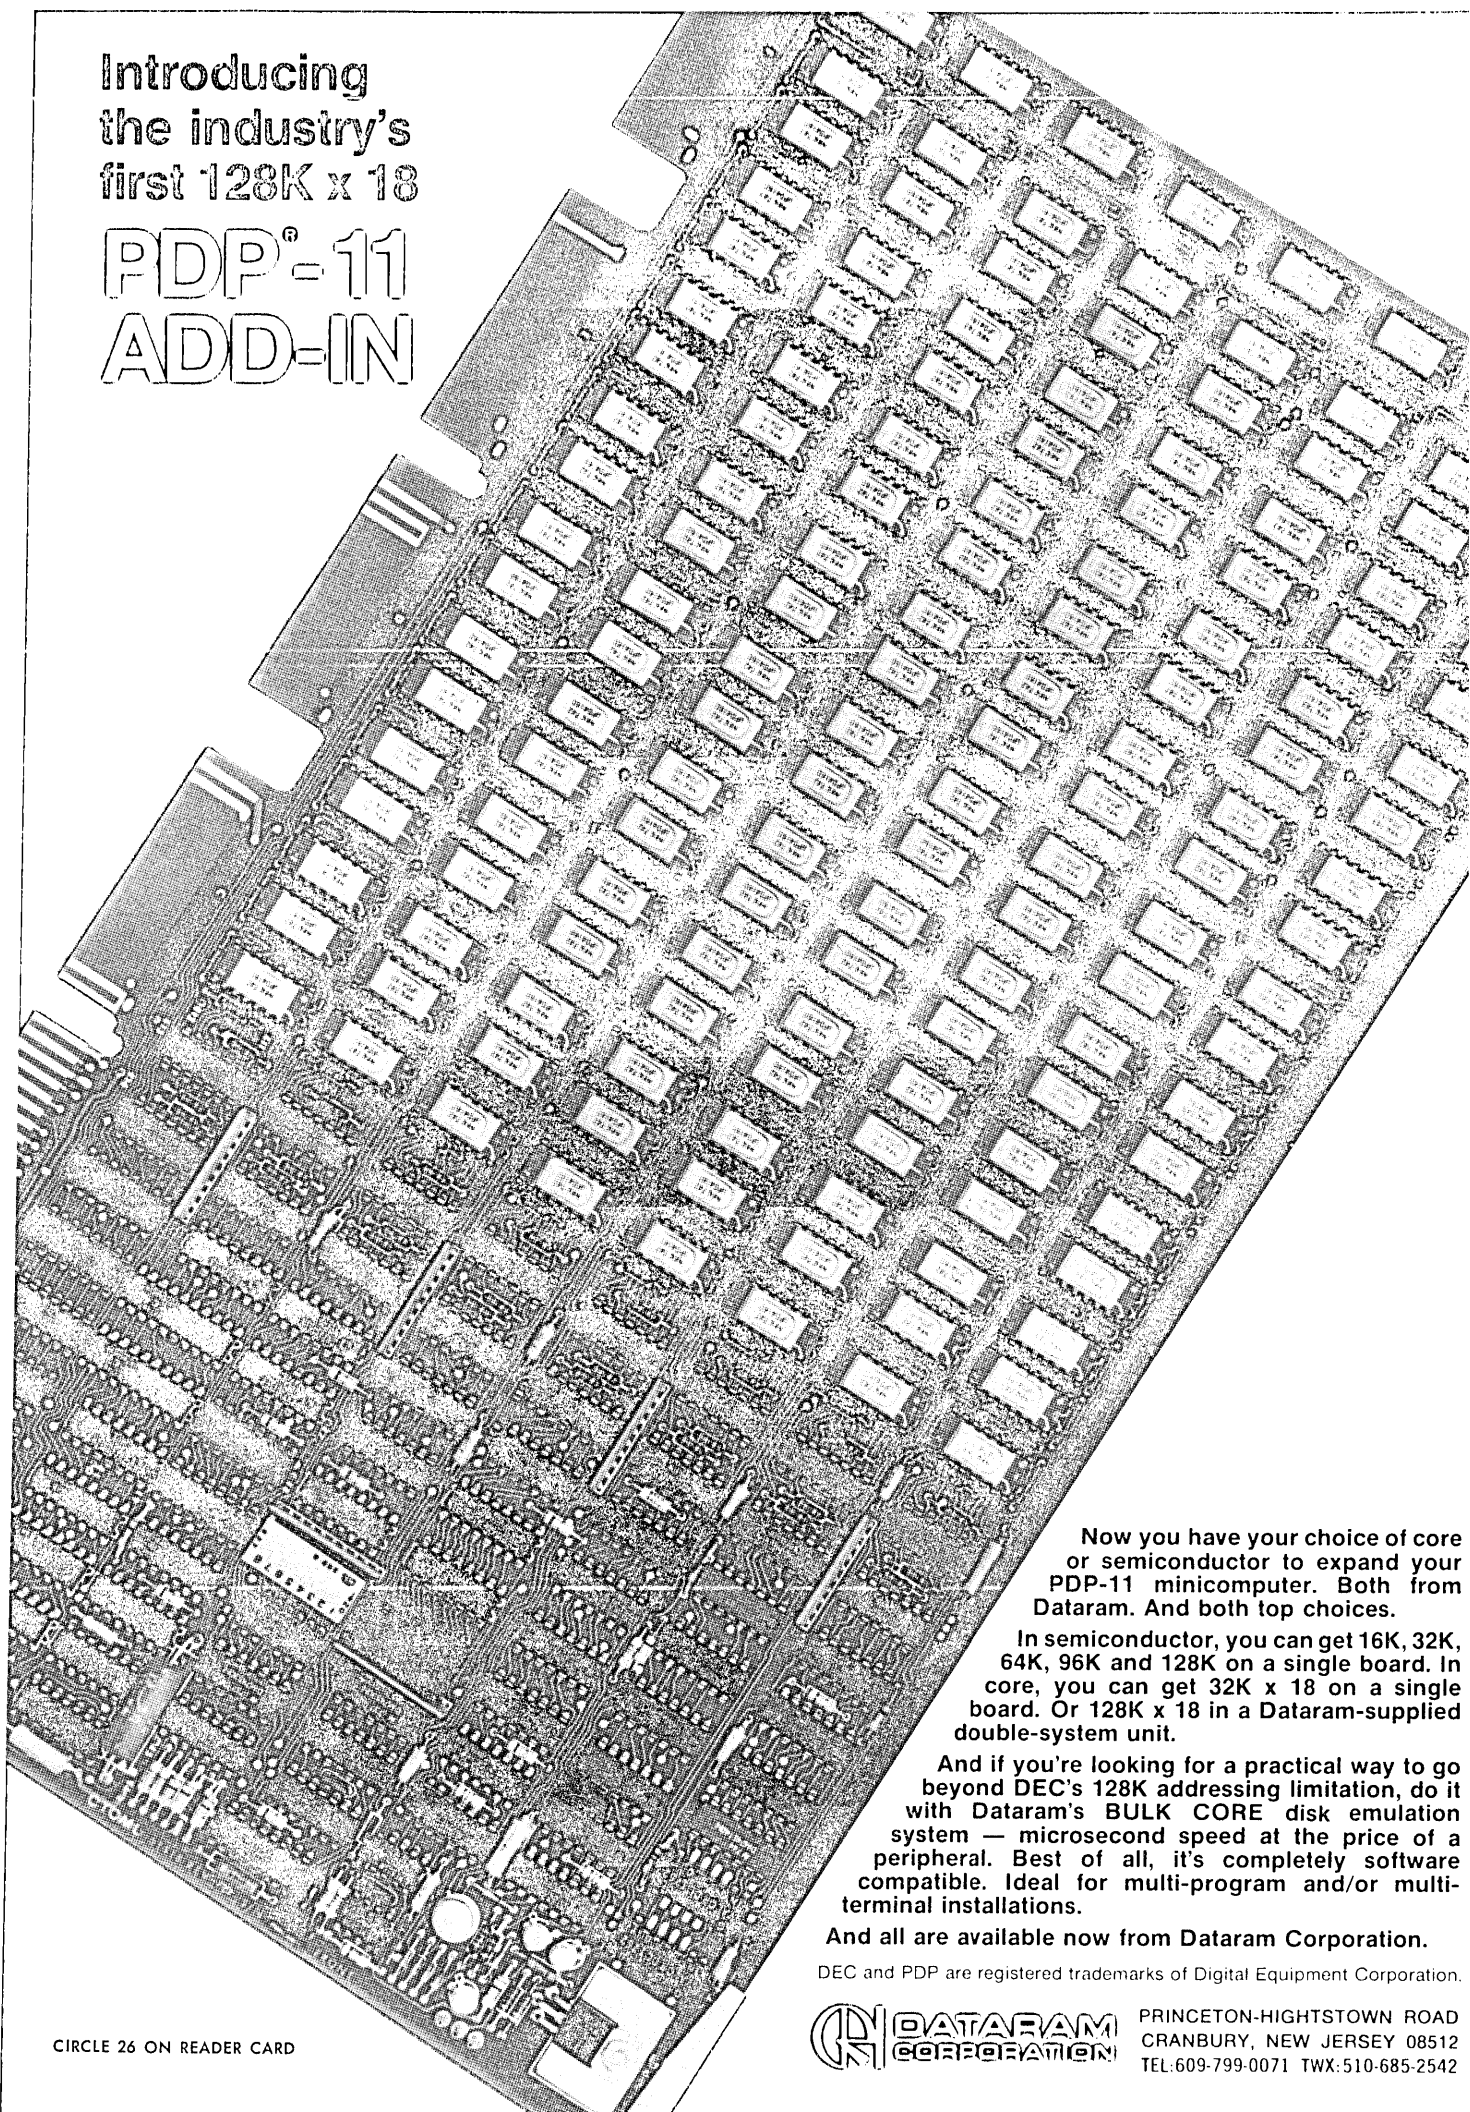 Introducing
the industry's
first 128K x 18
PDP®-11
ADD-IN
Now you have your choice of core
or semiconductor to expand your
PDP-11 minicomputer. Both from
Dataram. And both top choices.
In semiconductor, you can get 16K, 32K,
64K, 96K and 128K on a single board. In
core, you can get 32K x 18 on a single
board. Or 128K x 18 in a Dataram-supplied
double-system unit.
And if you're looking for a practical way to go
beyond DEC's 128K addressing limitation, do it
with Dataram's BULK CORE disk emulation
system — microsecond speed at the price of a
peripheral. Best of all, it's completely software
compatible. Ideal for multi-program and/or multi-
terminal installations.
And all are available now from Dataram Corporation.
DEC and PDP are registered trademarks of Digital Equipment Corporation.
DATARAM
CORPORATION
PRINCETON-HIGHTSTOWN ROAD
CRANBURY, NEW JERSEY 08512
TEL:609-799-0071 TWX:510-685-2542
CIRCLE 26 ON READER CARD